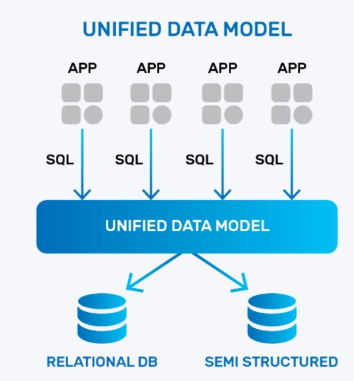 UNIFIED DATA MODEL
APP APP APP APP
SQL SQL SQL SQL
UNIFIED DATA MODEL
RELATIONAL DB SEMI STRUCTURED